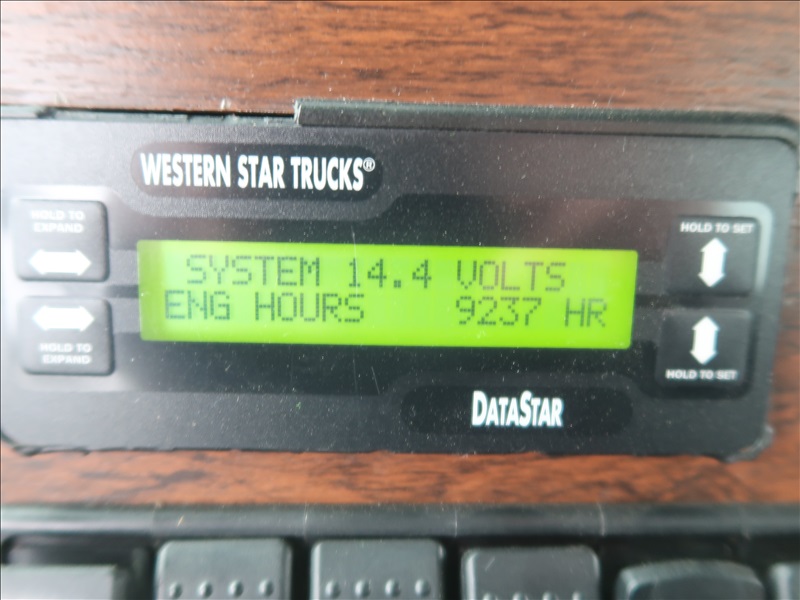 WESTERN STAR TRUCKS®
HOLD TO
EXPAND
HOLD TO SET
SYSTEM 14.4 VOLTS
ENG HOURS 9237 HR
HOLD TO
EXPAND
HOLD TO SET
DATASTAR